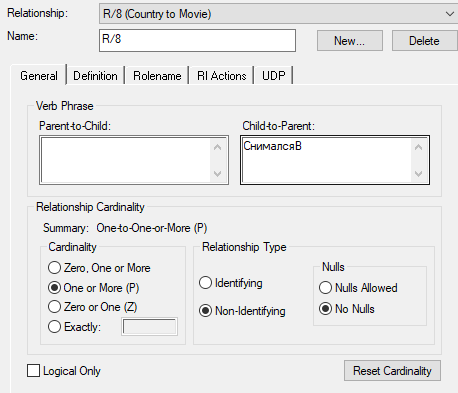 Relationship: R/8 (Country to Movie)
Name: R/8 New... Delete
General Definition Rolename RI Actions UDP
Verb Phrase
Parent-to-Child: Child-to-Parent:
СнималсяВ
Relationship Cardinality
Summary: One-to-One-or-More (P)
Cardinality Relationship Type
Zero, One or More Nulls
Identifying Nulls Allowed
One or More (P)
Zero or One (Z) Non-Identifying No Nulls
Exactly:
Logical Only Reset Cardinality